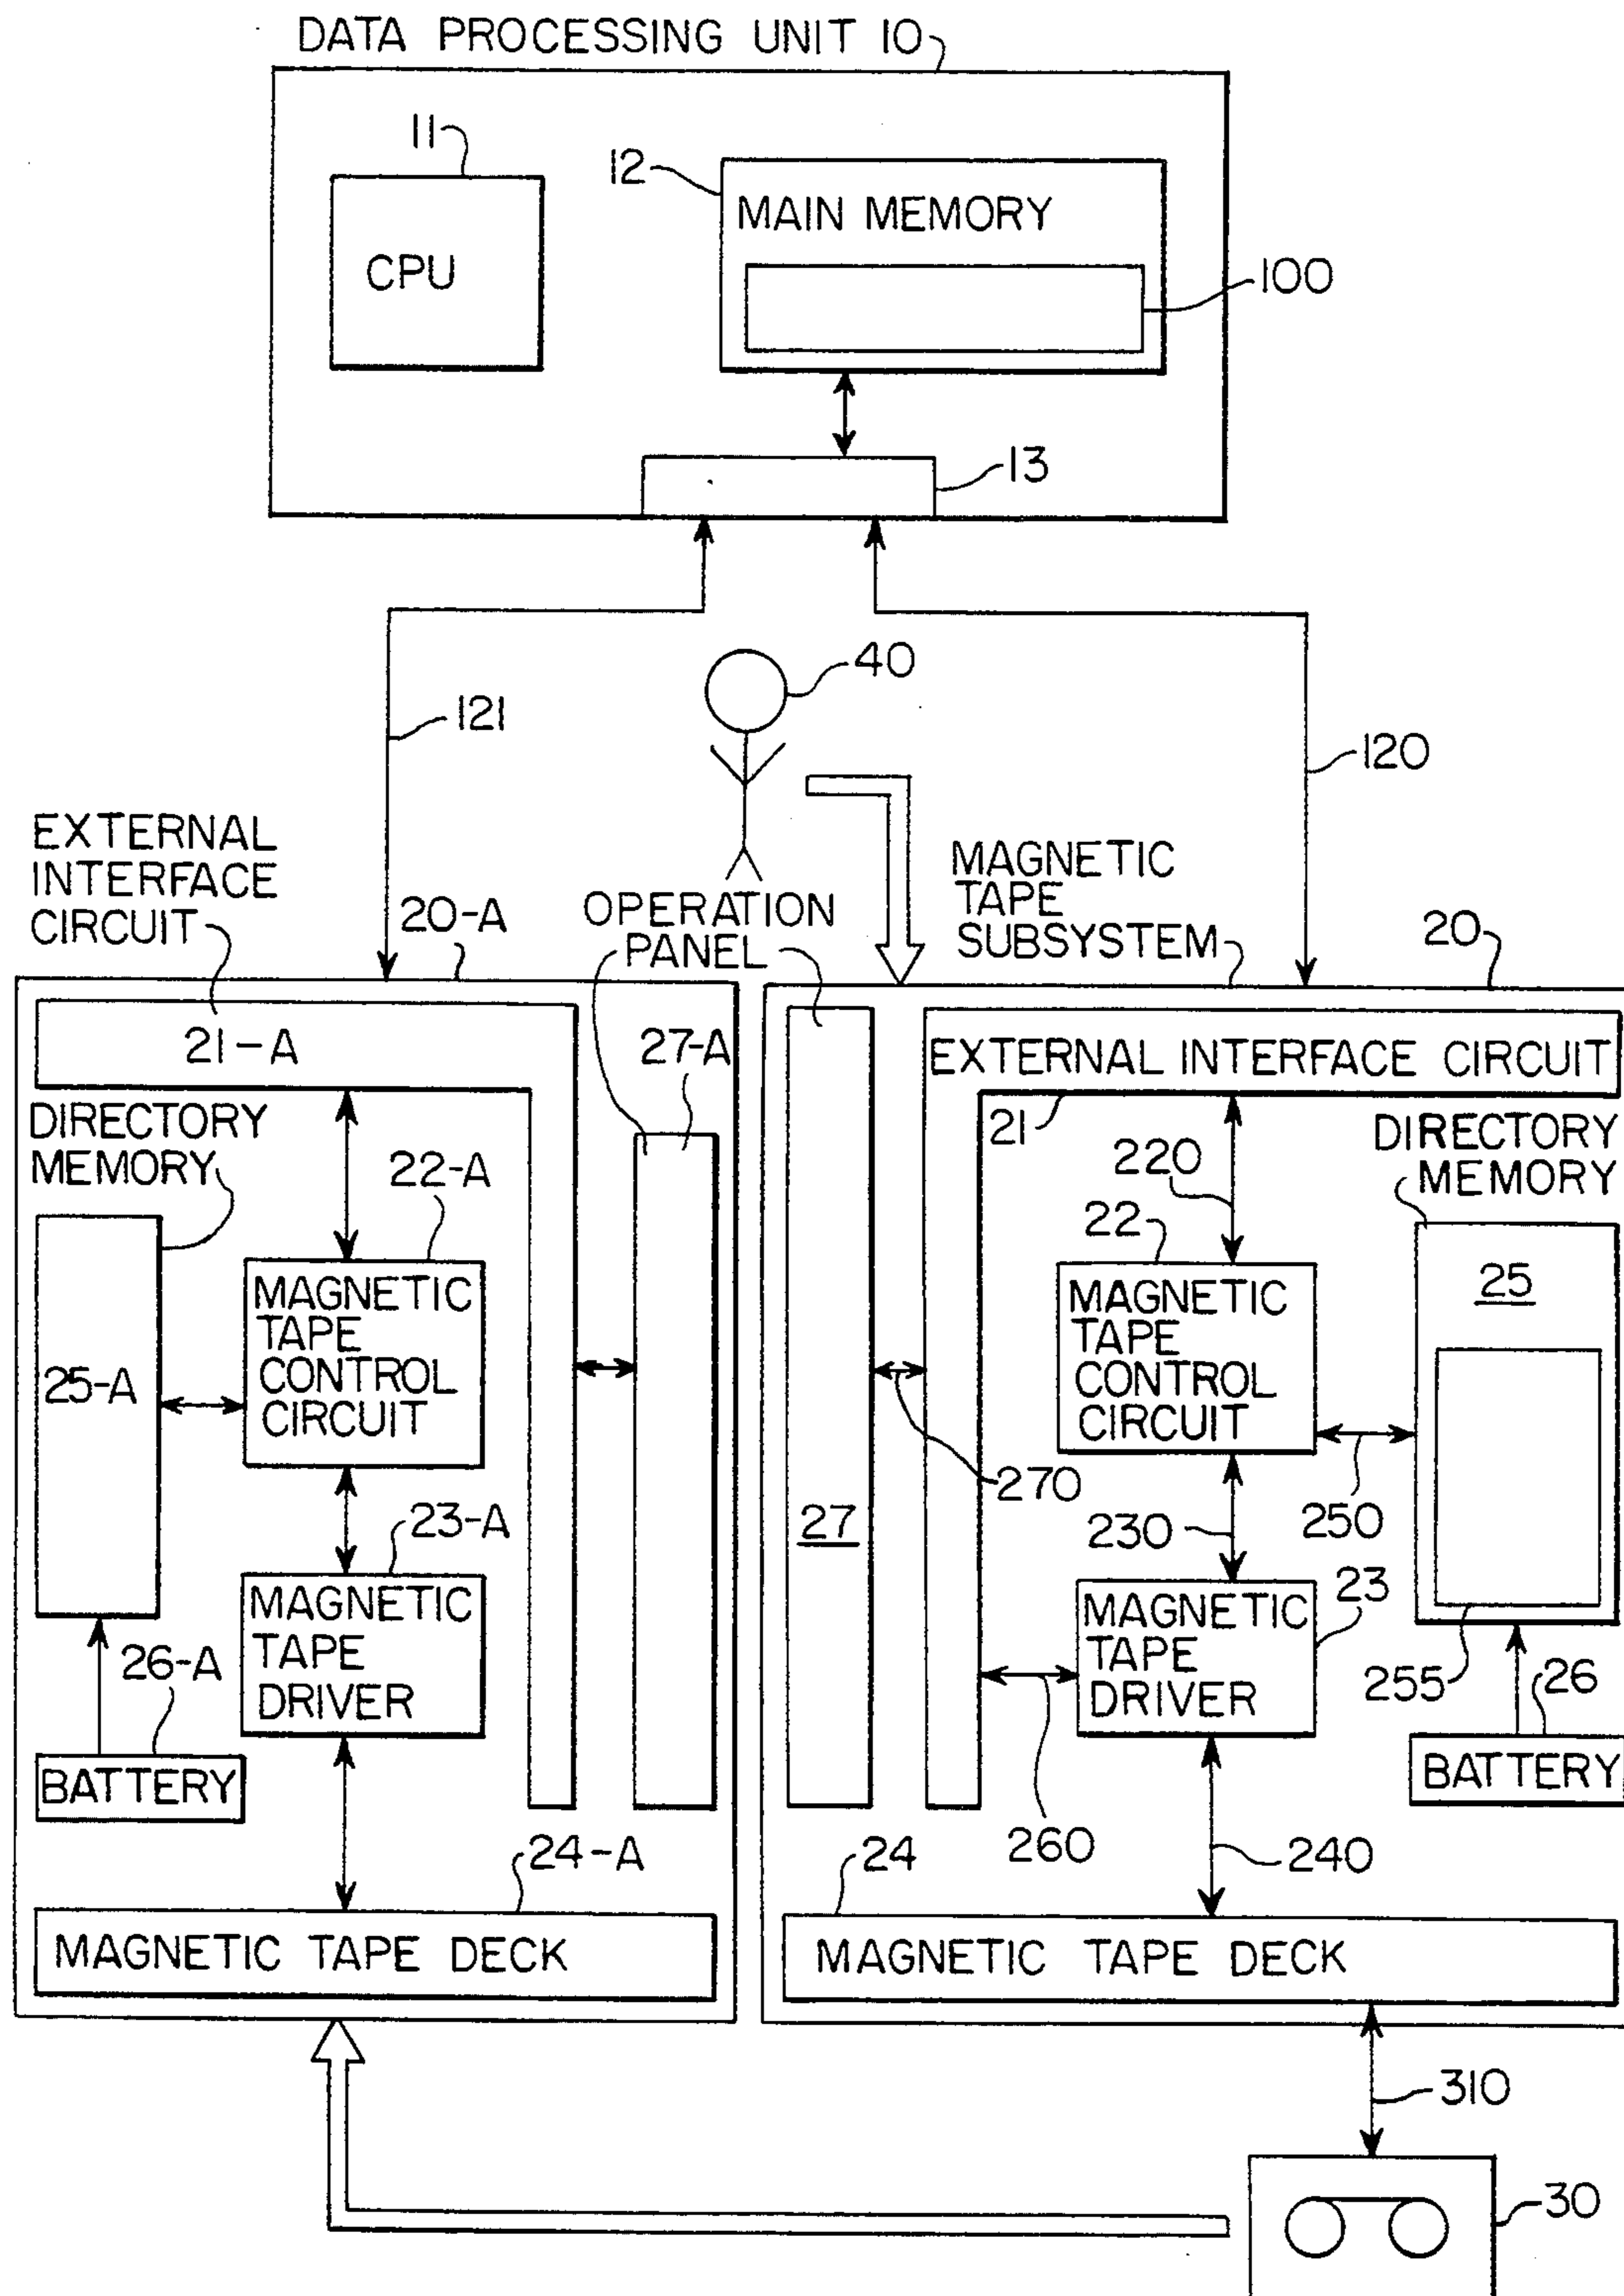 DATA PROCESSING UNIT 10
11
12
MAIN MEMORY
CPU
100
13
40
121
120
EXTERNAL
INTERFACE
CIRCUIT
20-A
OPERATION
PANEL
MAGNETIC
TAPE
SUBSYSTEM
20
21-A
27-A
EXTERNAL INTERFACE CIRCUIT
21
DIRECTORY
MEMORY
22-A
220
DIRECTORY
MEMORY
22
25
MAGNETIC
TAPE
CONTROL
CIRCUIT
25-A
MAGNETIC
TAPE
CONTROL
CIRCUIT
270
250
23-A
27
230
23
MAGNETIC
TAPE
DRIVER
MAGNETIC
TAPE
DRIVER
26-A
255
26
BATTERY
BATTERY
24-A
24
260
240
MAGNETIC TAPE DECK
MAGNETIC TAPE DECK
310
30